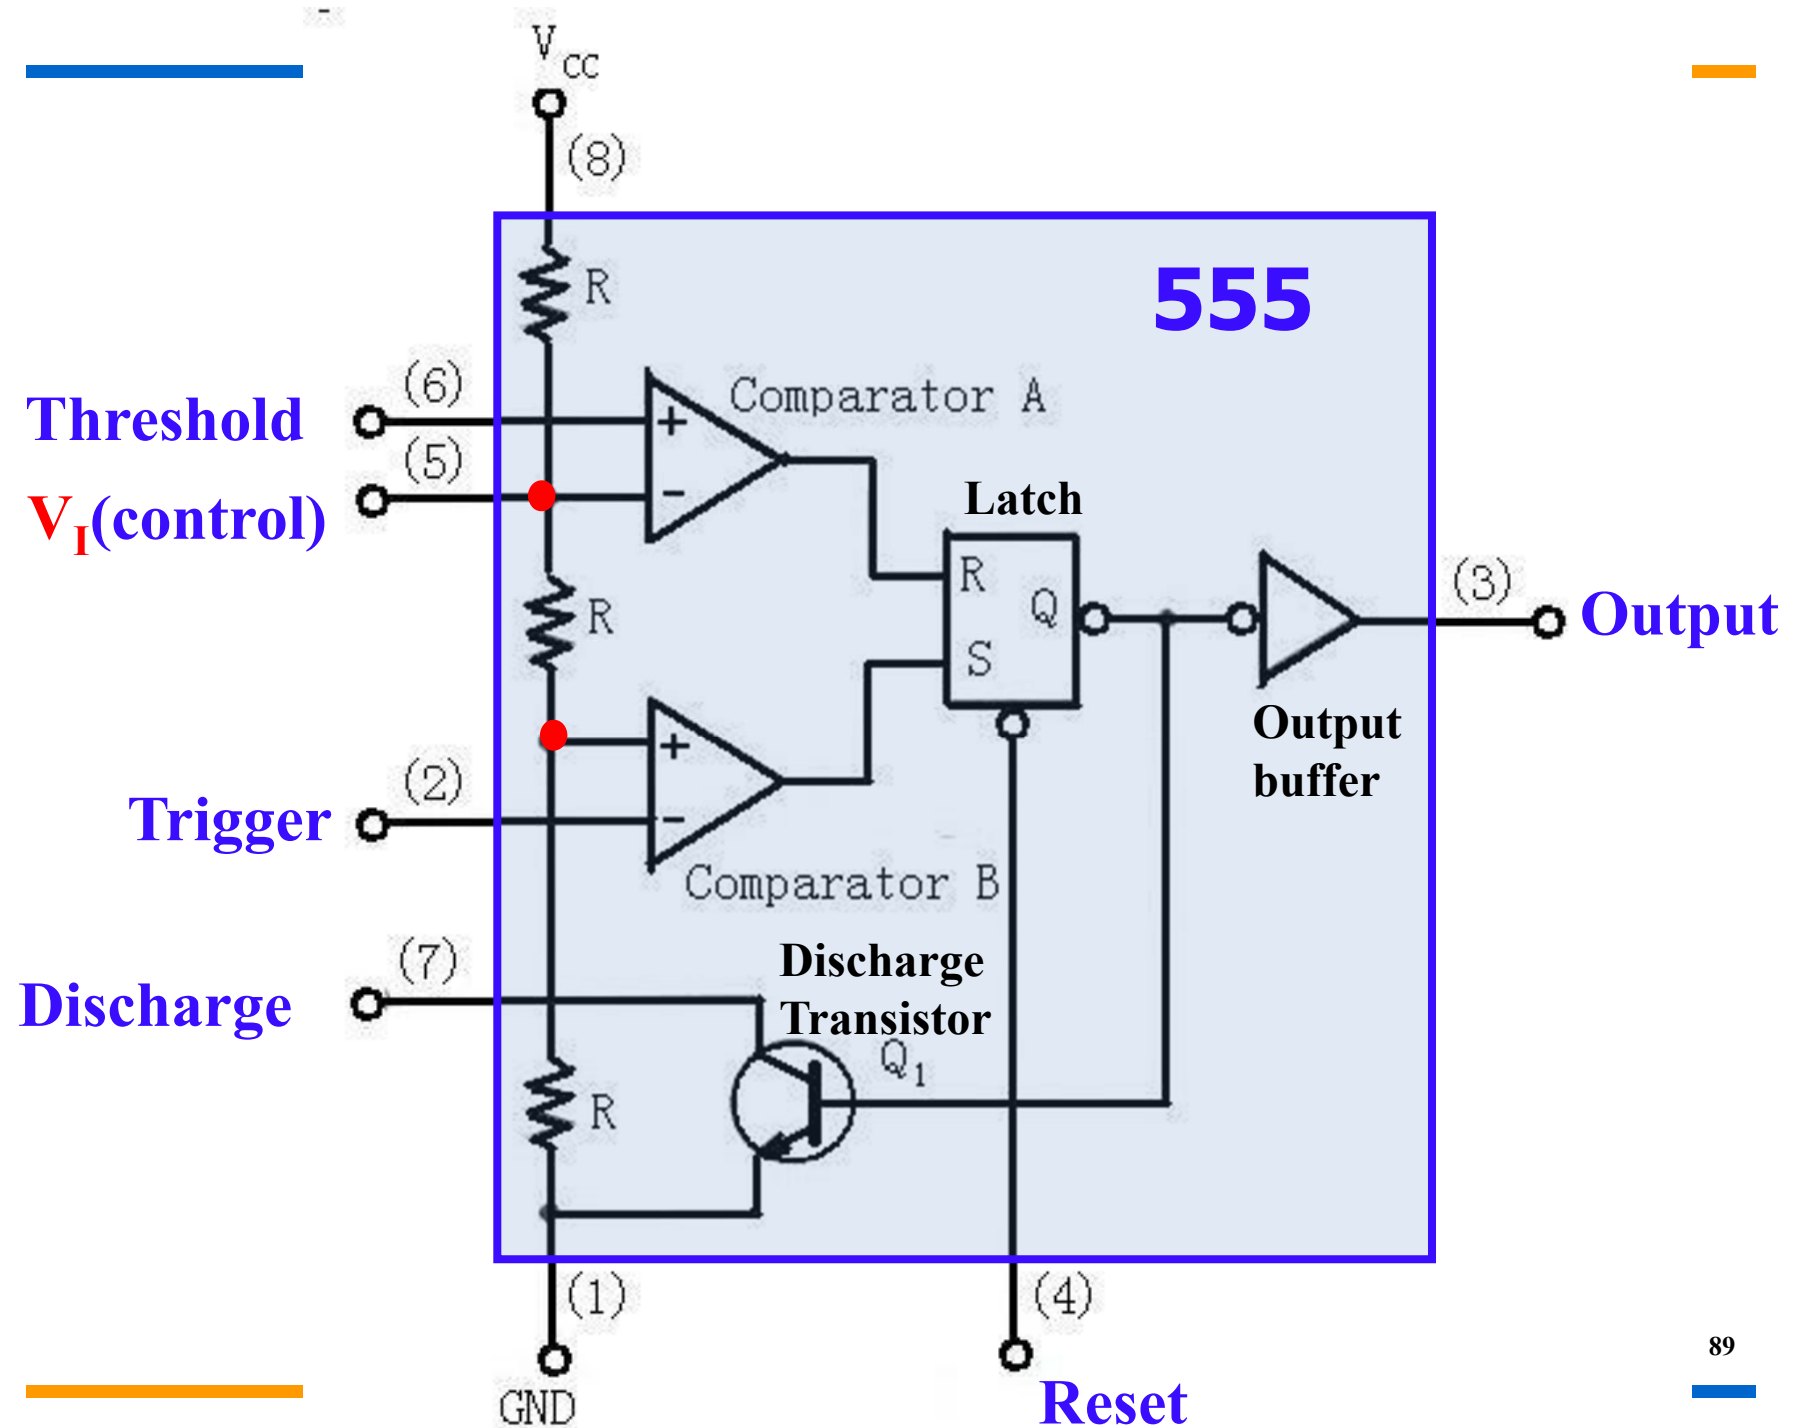 V CC
(8)
R
555
(6)
Threshold
Comparator A
+
(5)
VI(control)
−
Latch
R
Q
S
(3)
Output
R
Output
buffer
+
(2)
Trigger
−
Comparator B
Discharge
Transistor
(7)
Discharge
Q1
R
(1)
(4)
GND
Reset
89